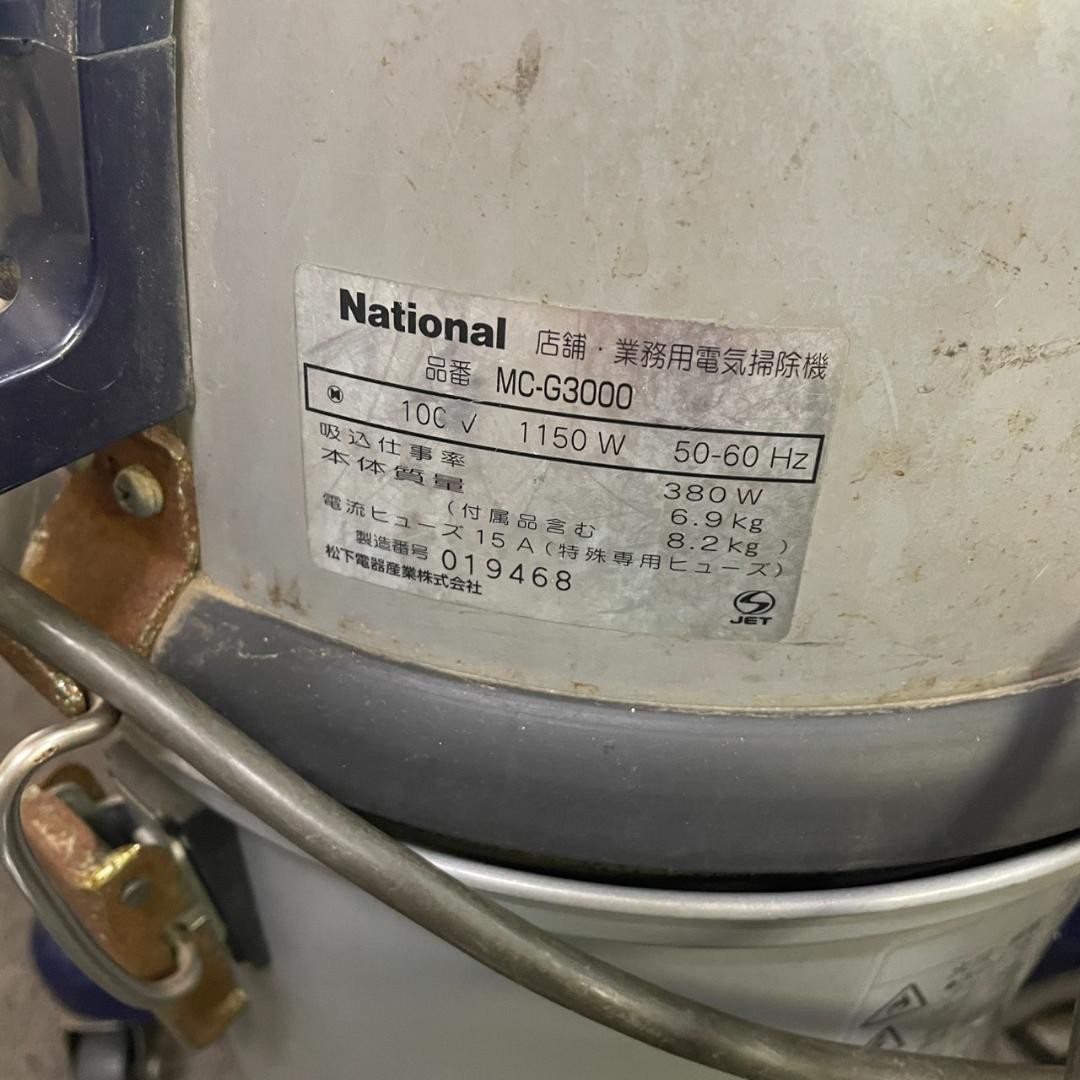 National 店舗・業務用電気掃除機
品番 MC-G3000
100 V 1150 W 50-60 Hz
吸込仕事率 380 W
本体質量 6.9 kg
(付属品含む 8.2 kg )
電流ヒューズ 15 A (特殊専用ヒューズ)
製造番号 019468
松下電器産業株式会社
JET